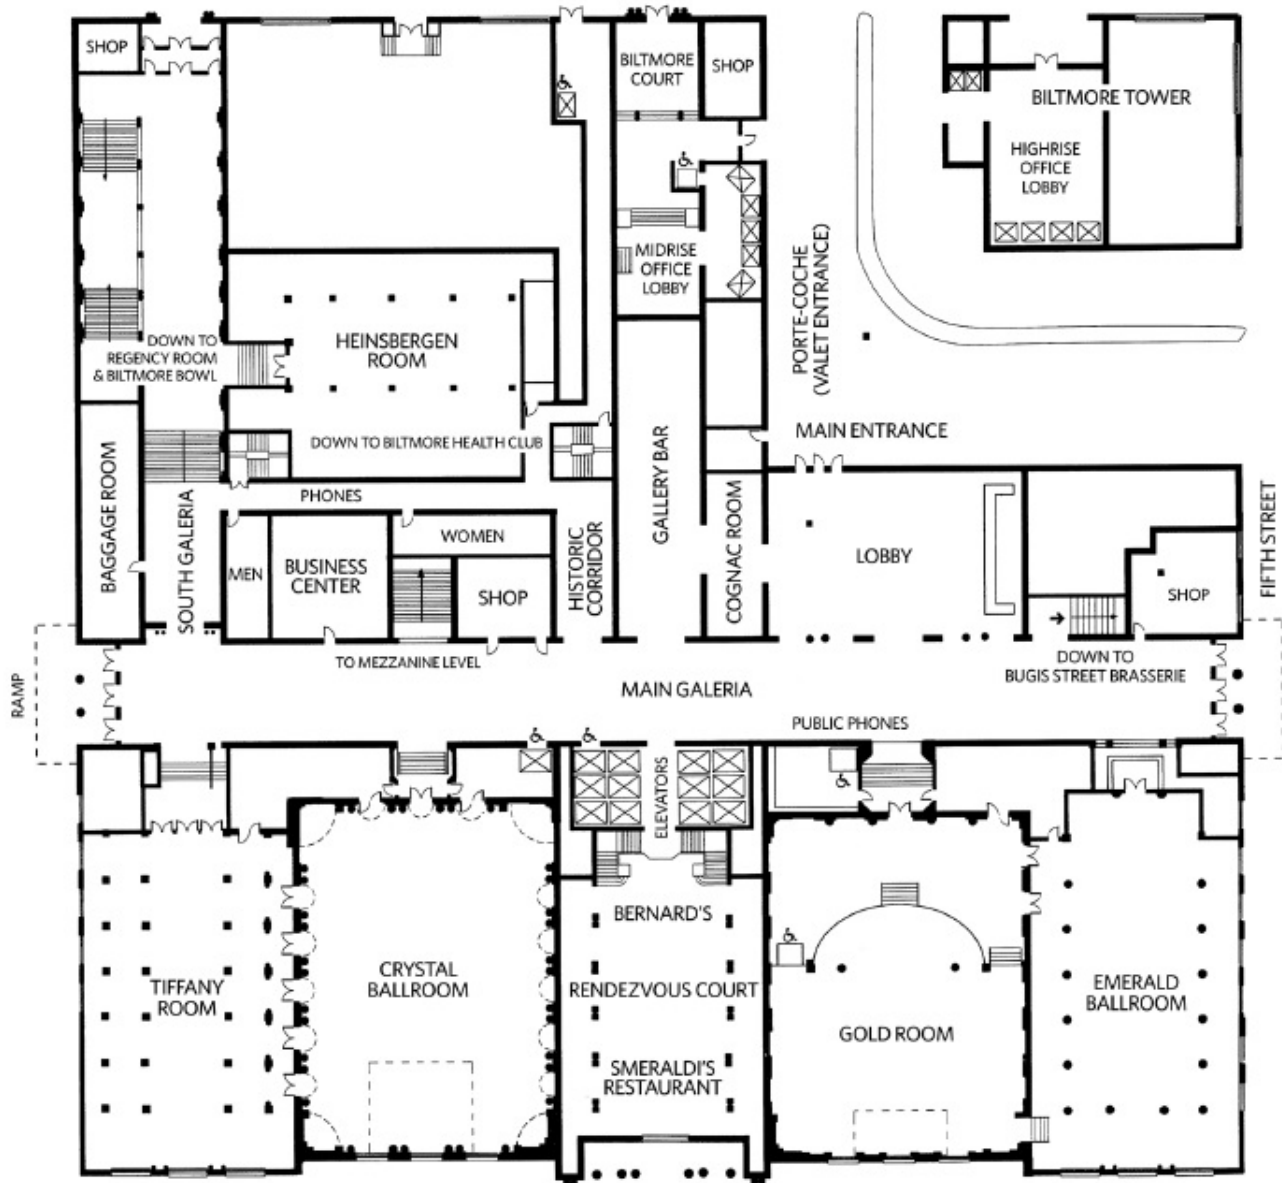 SHOP
BILTMORE
COURT
SHOP
BILTMORE TOWER
HIGHRISE
OFFICE
LOBBY
MIDRISE
OFFICE
LOBBY
PORTE-COCHE
(VALET ENTRANCE)
DOWN TO
REGENCY ROOM
& BILTMORE BOWL
HEINSBERGEN
ROOM
DOWN TO BILTMORE HEALTH CLUB
MAIN ENTRANCE
BAGGAGE ROOM
SOUTH GALERIA
PHONES
MEN
BUSINESS
CENTER
WOMEN
SHOP
HISTORIC
CORRIDOR
GALLERY BAR
COGNAC ROOM
LOBBY
SHOP
FIFTH STREET
RAMP
TO MEZZANINE LEVEL
MAIN GALERIA
DOWN TO
BUGIS STREET BRASSERIE
PUBLIC PHONES
ELEVATORS
TIFFANY
ROOM
CRYSTAL
BALLROOM
BERNARD'S
RENDEZVOUS COURT
SMERALDI'S
RESTAURANT
GOLD ROOM
EMERALD
BALLROOM